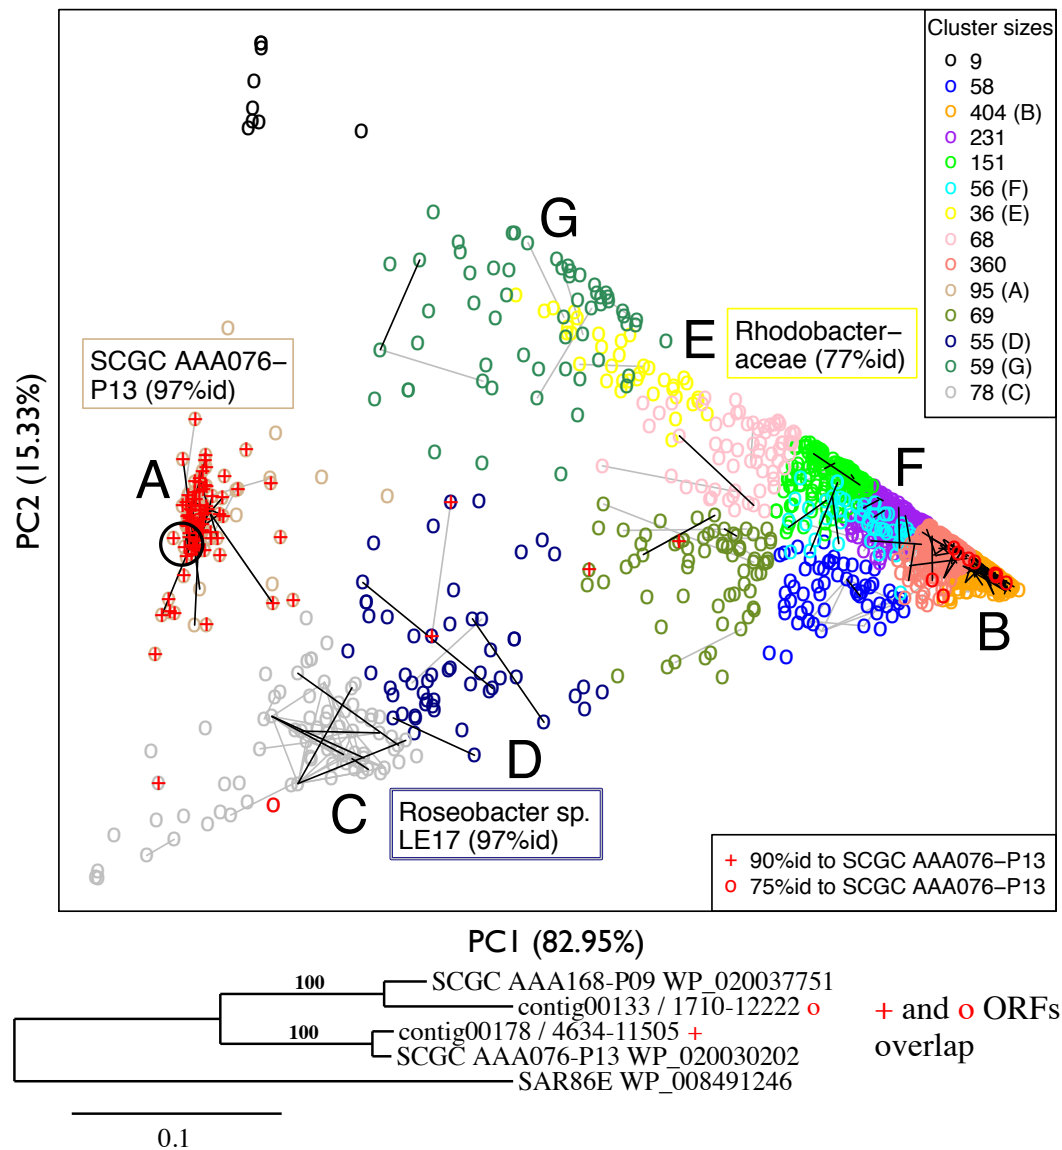 Cluster sizes
o 9
o 58
o 404 (B)
o 231
o 151
o 56 (F)
o 36 (E)
o 68
o 360
o 95 (A)
o 69
o 55 (D)
o 59 (G)
o 78 (C)
G
E
Rhodobacter–
aceae (77%id)
SCGC AAA076–
P13 (97%id)
A
F
B
D
C
Roseobacter sp.
LE17 (97%id)
+ 90%id to SCGC AAA076–P13
o 75%id to SCGC AAA076–P13
PC2 (15.33%)
PC1 (82.95%)
100
SCGC AAA168-P09 WP_020037751
contig00133 / 1710-12222 o
100
contig00178 / 4634-11505 +
SCGC AAA076-P13 WP_020030202
SAR86E WP_008491246
+ and o ORFs
overlap
0.1